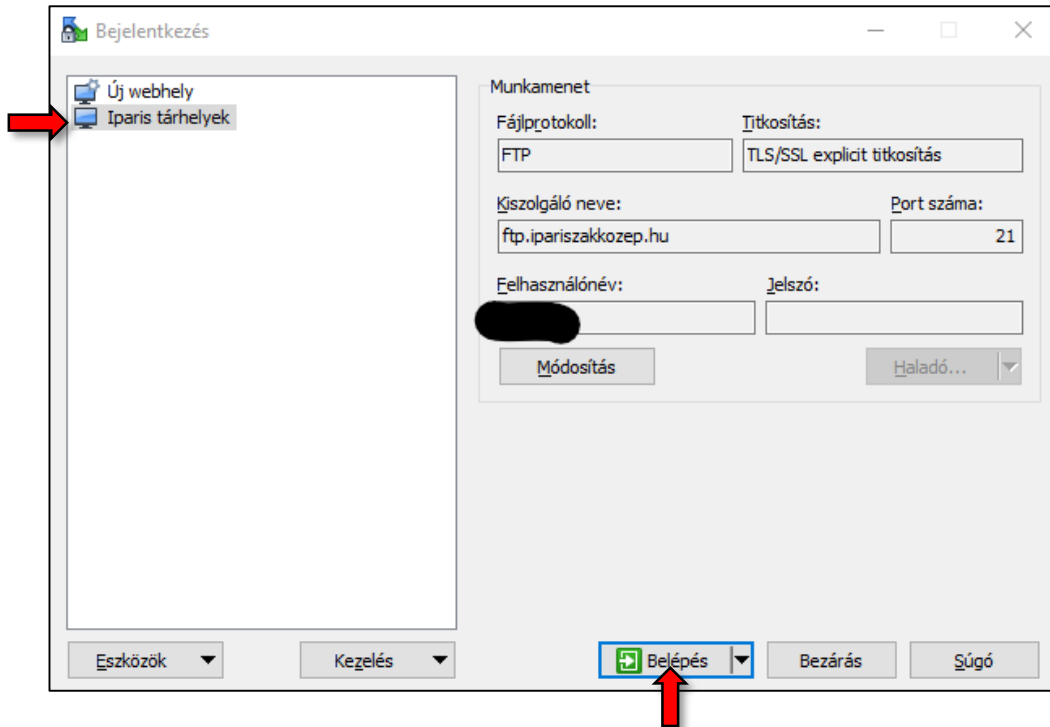 Bejelentkezés
Új webhely
Iparis tárhelyek
Munkamenet
Fájlprotokoll: Titkosítás:
FTP TLS/SSL explicit titkosítás
Kiszolgáló neve: Port száma:
ftp.ipariszakkozep.hu 21
Felhasználónév: Jelszó:
Módosítás Haladó...
Eszközök Kezelés Belépés Bezárás Súgó